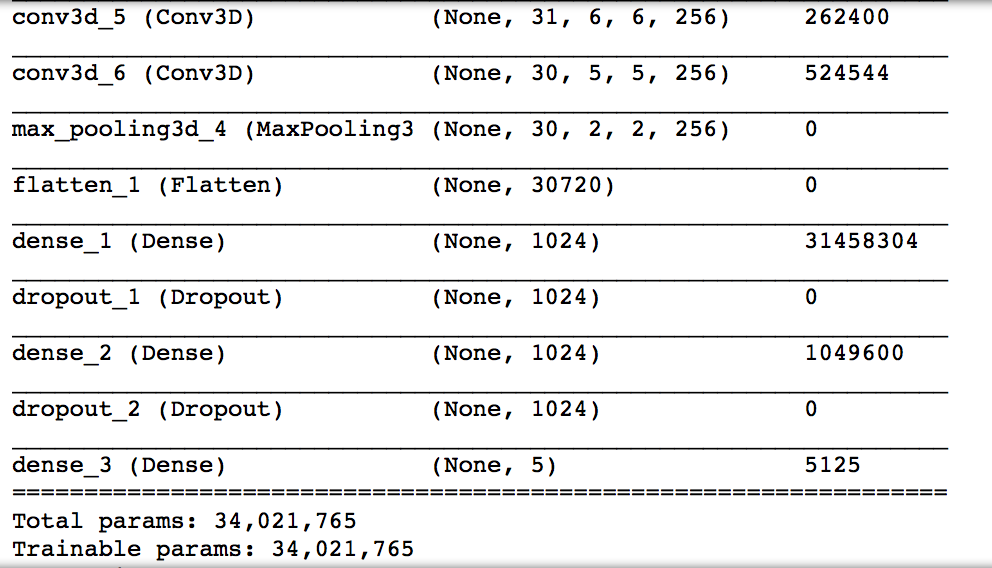 conv3d_5 (Conv3D) (None, 31, 6, 6, 256) 262400
conv3d_6 (Conv3D) (None, 30, 5, 5, 256) 524544
max_pooling3d_4 (MaxPooling3 (None, 30, 2, 2, 256) 0
flatten_1 (Flatten) (None, 30720) 0
dense_1 (Dense) (None, 1024) 31458304
dropout_1 (Dropout) (None, 1024) 0
dense_2 (Dense) (None, 1024) 1049600
dropout_2 (Dropout) (None, 1024) 0
dense_3 (Dense) (None, 5) 5125
=================================================================
Total params: 34,021,765
Trainable params: 34,021,765